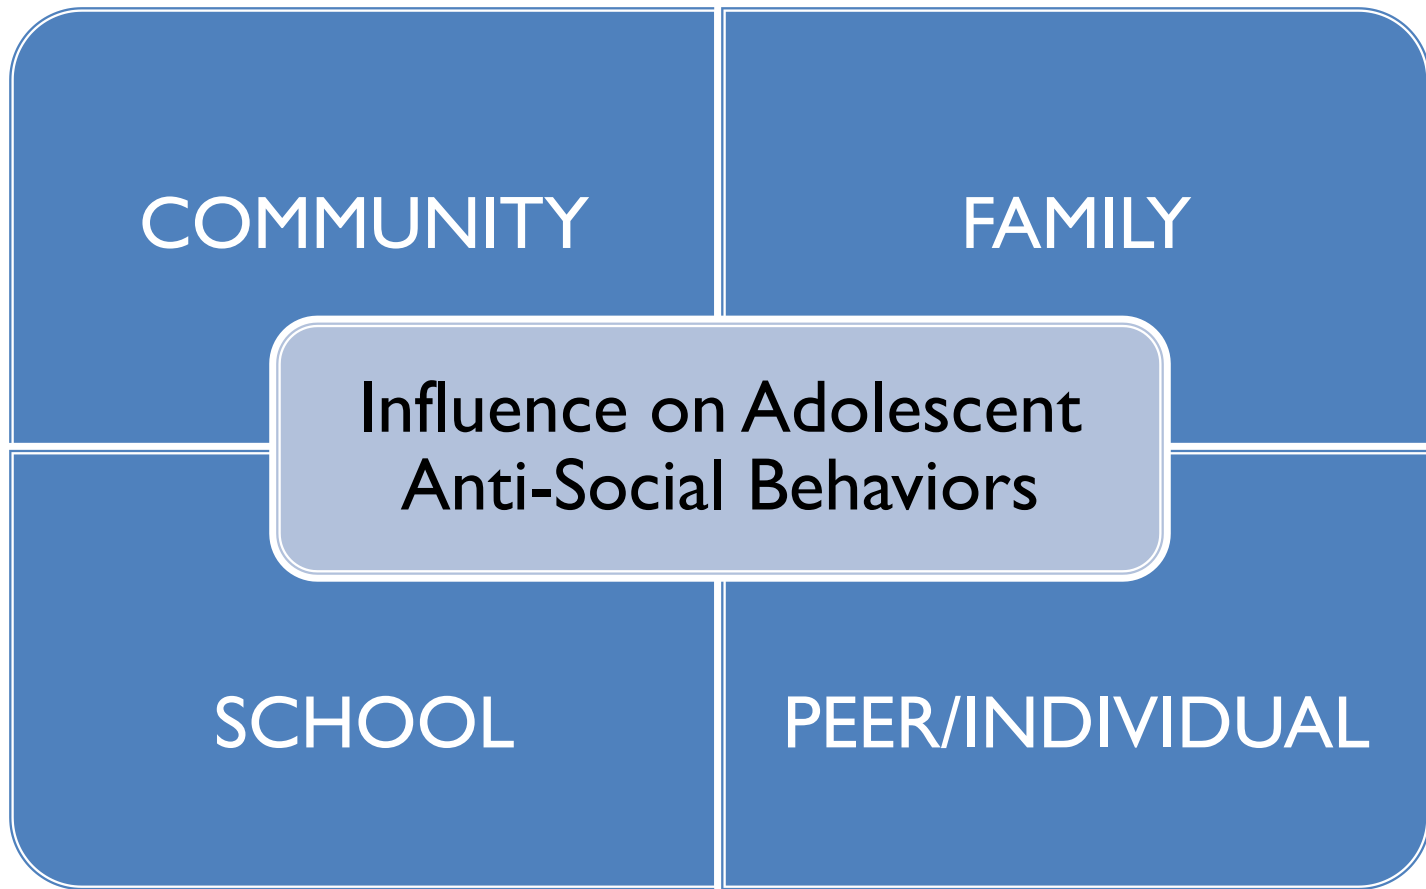 COMMUNITY
FAMILY
Influence on Adolescent
Anti-Social Behaviors
SCHOOL
PEER/INDIVIDUAL